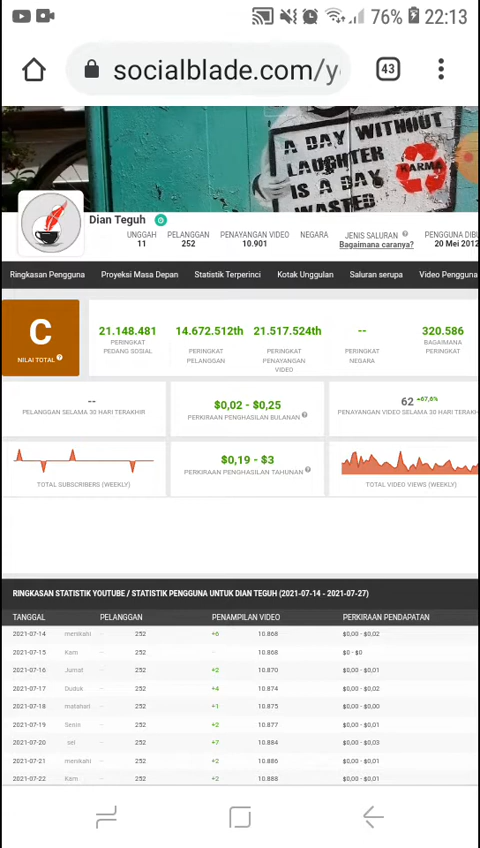 76% 22:13
socialblade.com/y
43
A DAY WITHOUT
LAUGHTER
IS A DAY
WASTED.
KARMA
Dian Teguh
UNGGAH PELANGGAN PENAYANGAN VIDEO NEGARA JENIS SALURAN PENGGUNA DIBU
11 252 10.901 Bagaimana caranya? 20 Mei 2012
Ringkasan Pengguna Proyeksi Masa Depan Statistik Terperinci Kotak Unggulan Saluran serupa Video Pengguna
C
NILAI TOTAL ?
21.148.481 14.672.512th 21.517.524th -- 320.586
PERINGKAT PERINGKAT PERINGKAT PERINGKAT BAGAIMANA
PEDANG SOSIAL PELANGGAN PENAYANGAN NEGARA PERINGKAT
VIDEO
-- $0,02 - $0,25 62 +67,6%
PELANGGAN SELAMA 30 HARI TERAKHIR PERKIRAAN PENGHASILAN BULANAN ? PENAYANGAN VIDEO SELAMA 30 HARI TERAKH
$0,19 - $3
PERKIRAAN PENGHASILAN TAHUNAN ?
TOTAL SUBSCRIBERS (WEEKLY) TOTAL VIDEO VIEWS (WEEKLY)
RINGKASAN STATISTIK YOUTUBE / STATISTIK PENGGUNA UNTUK DIAN TEGUH (2021-07-14 - 2021-07-27)
TANGGAL PELANGGAN PENAMPILAN VIDEO PERKIRAAN PENDAPATAN
2021-07-14 menikahi -- 252 +6 10.868 $0,00 - $0,02
2021-07-15 Kam -- 252 - 10.868 $0 - $0
2021-07-16 Jumat -- 252 +2 10.870 $0,00 - $0,01
2021-07-17 Duduk -- 252 +4 10.874 $0,00 - $0,02
2021-07-18 matahari -- 252 +1 10.875 $0,00 - $0,00
2021-07-19 Senin -- 252 +2 10.877 $0,00 - $0,01
2021-07-20 sel -- 252 +7 10.884 $0,00 - $0,03
2021-07-21 menikahi -- 252 +2 10.886 $0,00 - $0,01
2021-07-22 Kam -- 252 +2 10.888 $0,00 - $0,01